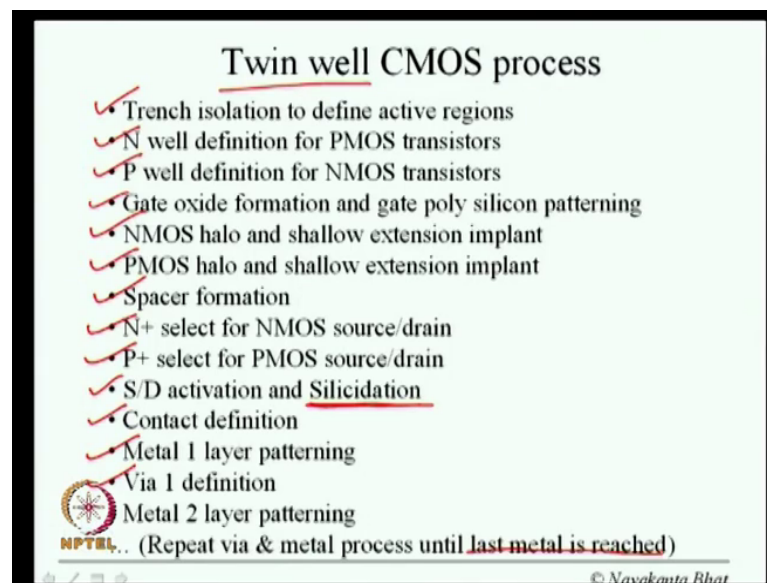 Twin well CMOS process
• Trench isolation to define active regions
• N well definition for PMOS transistors
• P well definition for NMOS transistors
• Gate oxide formation and gate poly silicon patterning
• NMOS halo and shallow extension implant
• PMOS halo and shallow extension implant
• Spacer formation
• N+ select for NMOS source/drain
• P+ select for PMOS source/drain
• S/D activation and Silicidation
• Contact definition
• Metal 1 layer patterning
• Via 1 definition
Metal 2 layer patterning
NPTEL.. (Repeat via & metal process until last metal is reached)
© Navakanta Bhat